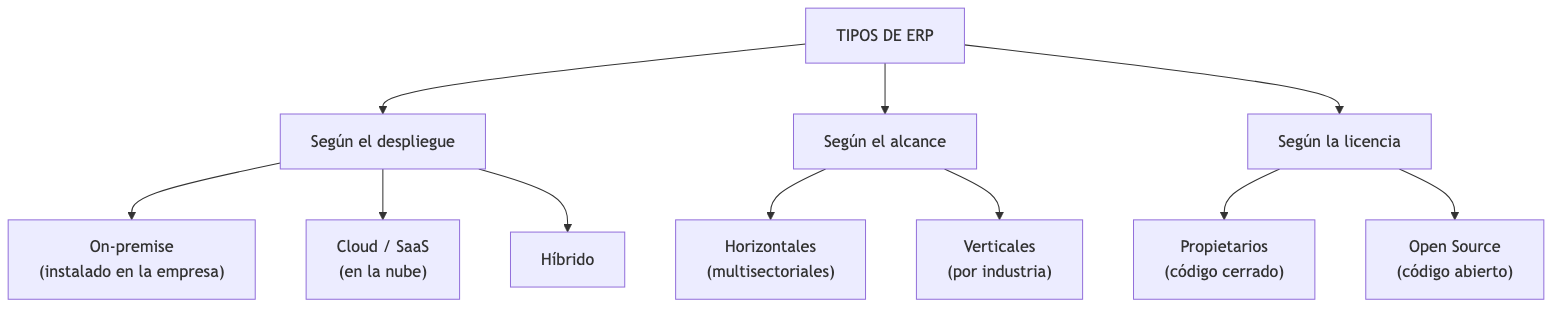 TIPOS DE ERP
Según el despliegue
Según el alcance
Según la licencia
On-premise
(instalado en la empresa)
Cloud / SaaS
(en la nube)
Híbrido
Horizontales
(multisectoriales)
Verticales
(por industria)
Propietarios
(código cerrado)
Open Source
(código abierto)